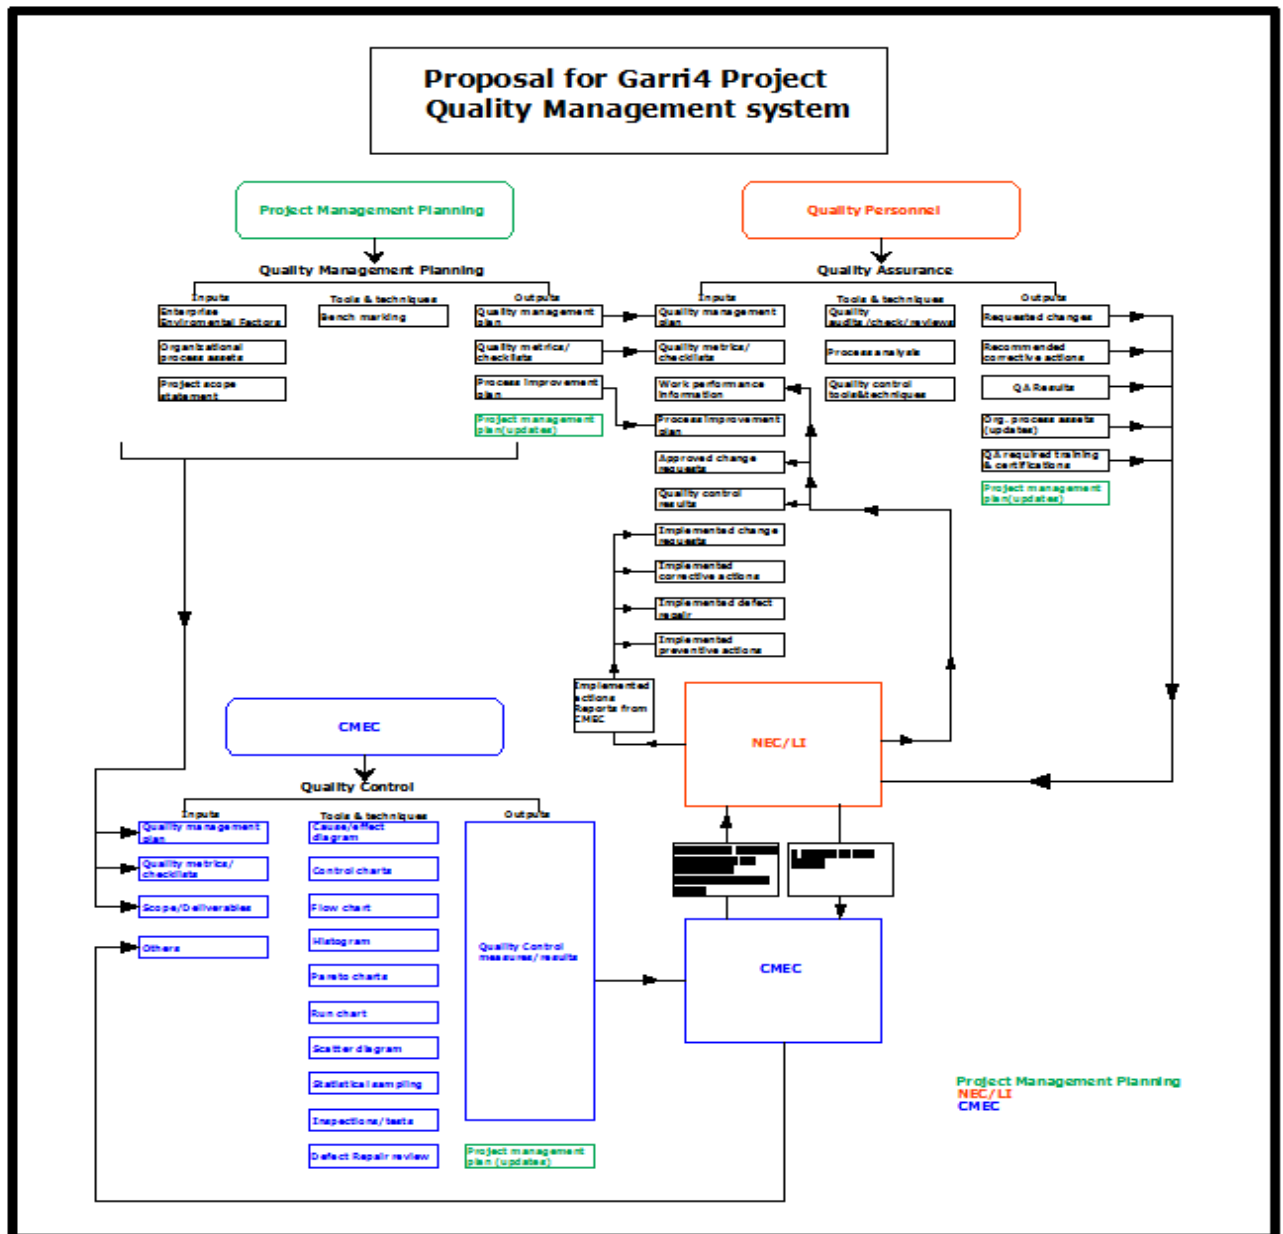 Proposal for Garri4 Project
Quality Management system
Project Management Planning
Quality Management Planning
Inputs
Enterprise
Enviromental Factors
Organizational
process assets
Project scope
statement
Tools & techniques
Bench marking
Outputs
Quality management
plan
Quality metrics/
checklists
Process Improvement
plan
Project management
plan(updates)
Quality Personnel
Quality Assurance
Inputs
Quality management
plan
Quality metrics/
checklists
Work performance
Information
Process Improvement
plan
Approved change
requests
Quality control
results
Implemented change
requests
Implemented
corrective actions
Implemented defect
repair
Implemented
preventive actions
Tools & techniques
Quality
audits/check/reviews
Process analysis
Quality control
tools&techniques
Outputs
Requested changes
Recommended
corrective actions
QA Results
Org. process assets
(updates)
QA required training
& certifications
Project management
plan(updates)
Implemented
actions
Reports from
CMEC
NEC/LI
CMEC
Quality Control
Inputs
Quality management
plan
Quality metrics/
checklists
Scope/Deliverables
Others
Tools & techniques
Cause/effect
diagram
Control charts
Flow chart
Histogram
Pareto charts
Run chart
Scatter diagram
Statistical sampling
Inspections/tests
Defect Repair review
Outputs
Quality Control
measures/results
Project management
plan (updates)
CMEC
Project Management Planning
NEC/LI
CMEC